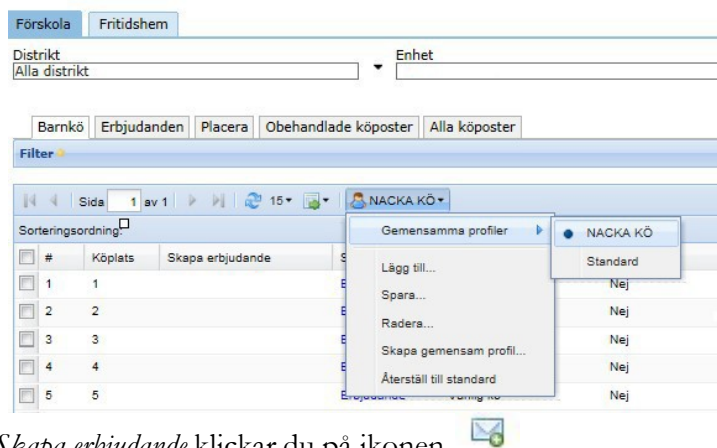 Förskola Fritidshem
Distrikt Enhet
Alla distrikt
Barnkö Erbjudanden Placera Obehandlade köposter Alla köposter
Filter
Sida 1 av 1 15 NACKA KÖ
Sorteringsordning:
Gemensamma profiler NACKA KÖ
Standard
Lägg till...
Spara...
Radera...
Skapa gemensam profil...
Återställ till standard
# Köplats Skapa erbjudande
1 1 Nej
2 2 Nej
3 3 Nej
4 4 Nej
5 5 Nej
Skapa erbjudande klickar du på ikonen